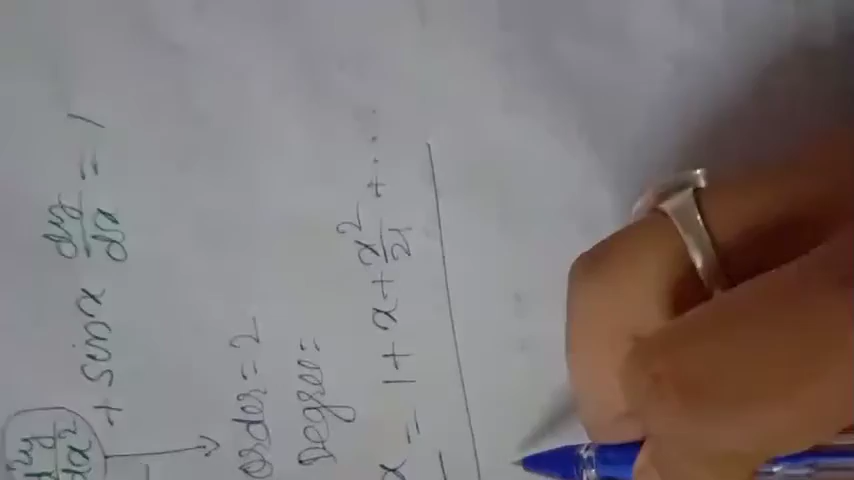 d²y/dx² + sinx dy/dx = 1
order = 2
Degree =
x = 1 + x + x²/2! + ...